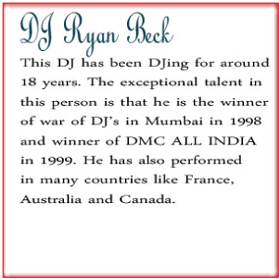 DJ Ryan Beck
This DJ has been DJing for around
18 years. The exceptional talent in
this person is that he is the winner
of war of DJ's in Mumbai in 1998
and winner of DMC ALL INDIA
in 1999. He has also performed
in many countries like France,
Australia and Canada.